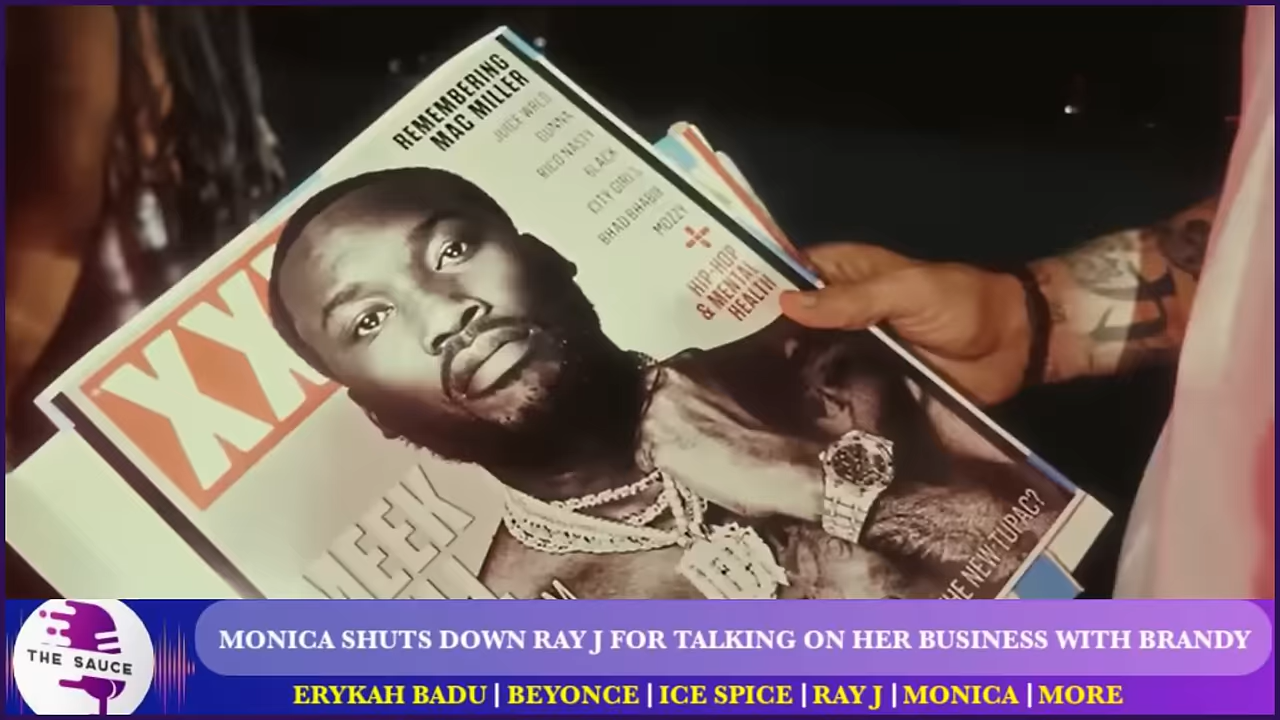 REMEMBERING
MAC MILLER
JUICE WRLD
GUNNA
RICO NASTY
6LACK
CITY GIRLS
BHAD BHABIE
MOZZY
+
HIP-HOP
& MENTAL
HEALTH
XX
MEEK
NEW TUPAC?
THE SAUCE
MONICA SHUTS DOWN RAY J FOR TALKING ON HER BUSINESS WITH BRANDY
ERYKAH BADU | BEYONCE | ICE SPICE | RAY J | MONICA | MORE